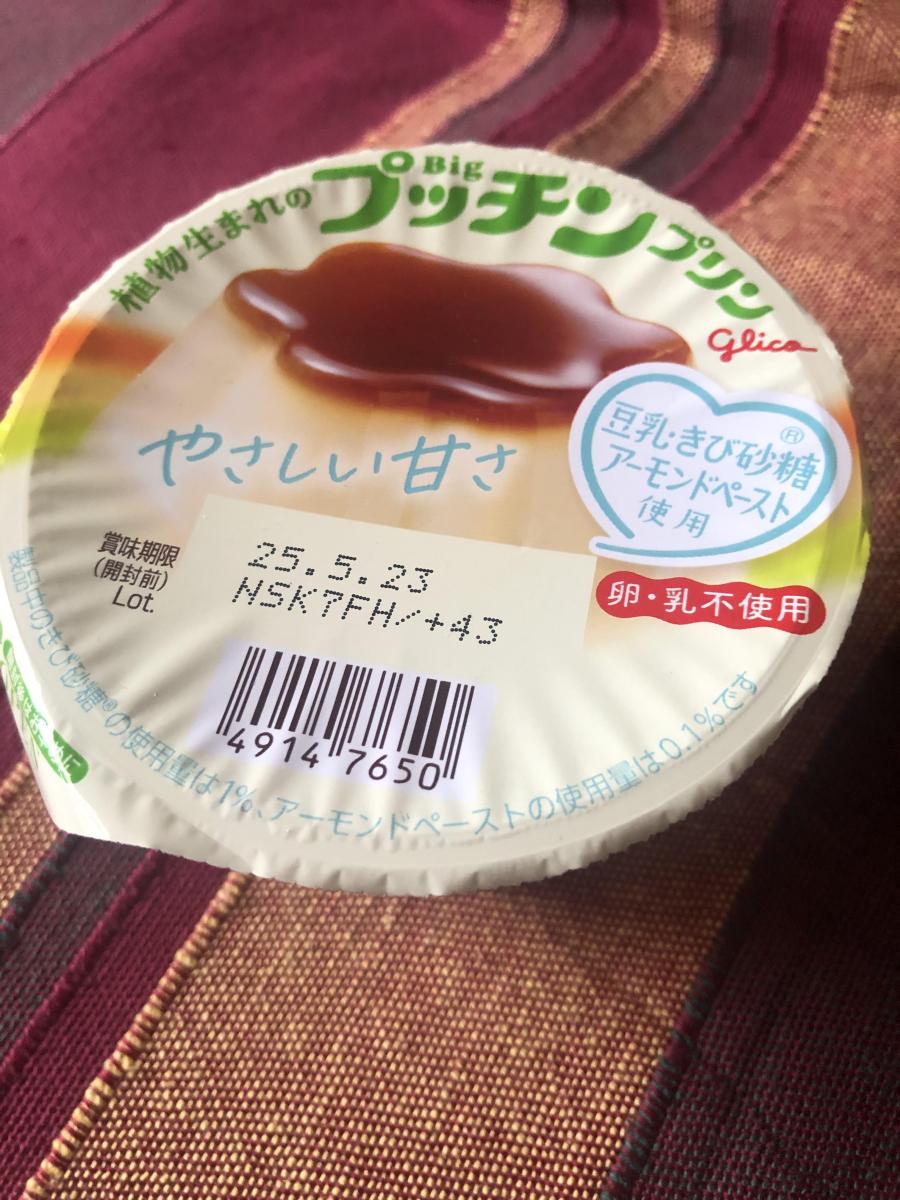 植物生まれの
Big
プッチンプリン
Glico
豆乳・きび砂糖®
アーモンドペースト
使用
やさしい甘さ
卵・乳不使用
賞味期限
(開封前)
Lot.
25.5.23
NSK7FH/+43
4914 7650
製品中のきび砂糖®の使用量は1%、アーモンドペーストの使用量は0.1%です